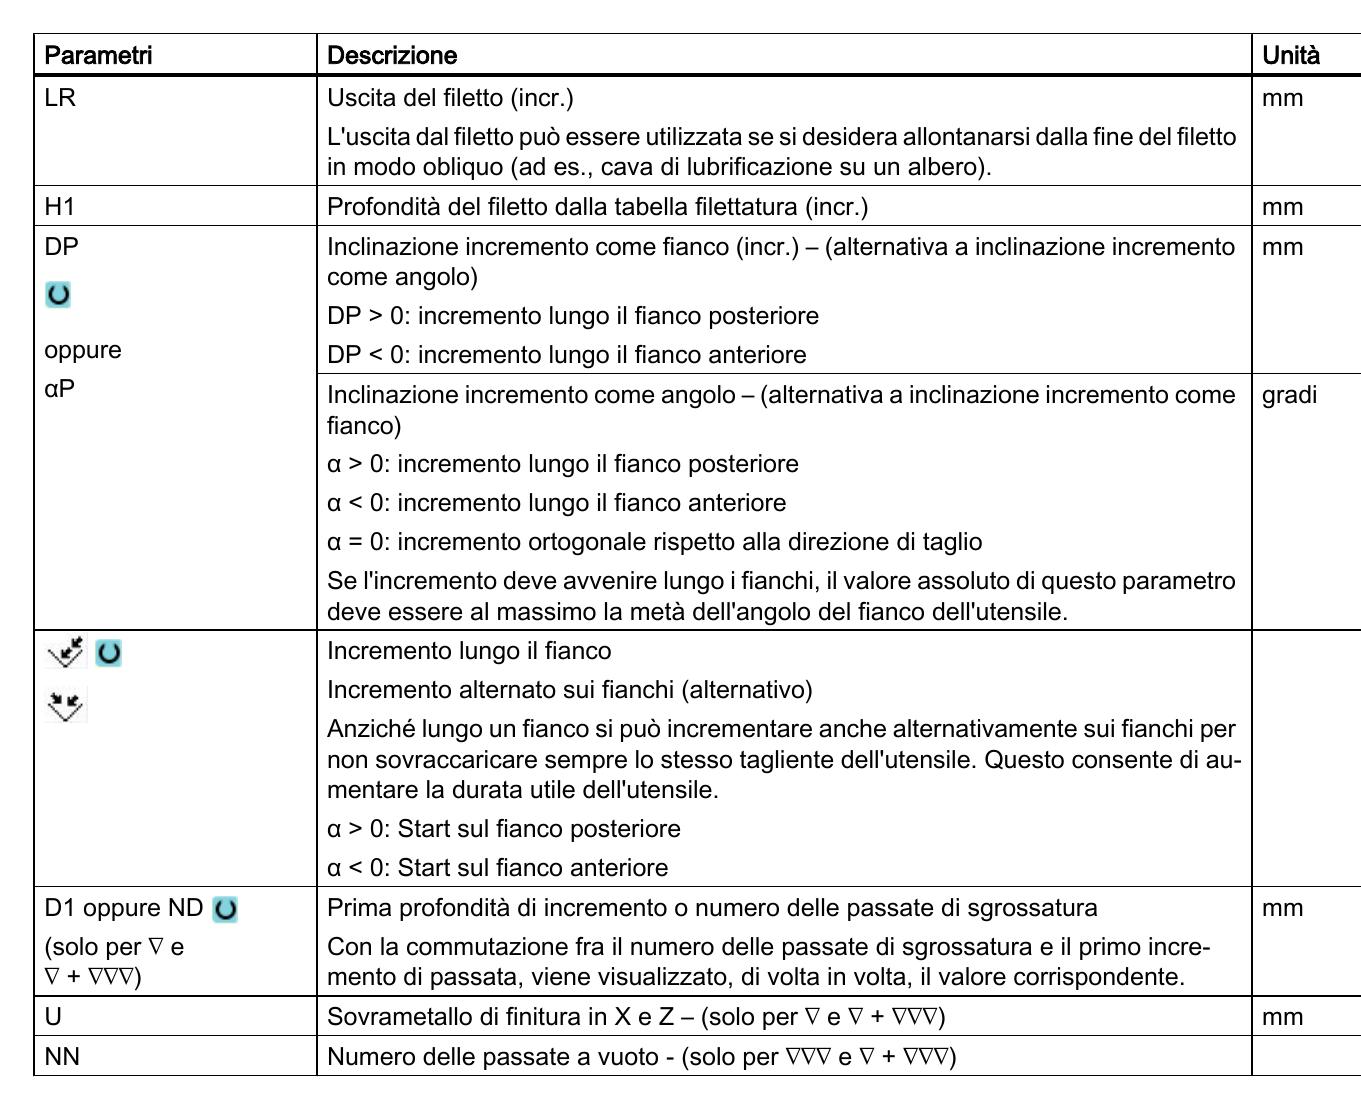 Parametri Descrizione Unità
LR Uscita del filetto (incr.) mm
L'uscita dal filetto può essere utilizzata se si desidera allontanarsi dalla fine del filetto
in modo obliquo (ad es., cava di lubrificazione su un albero).
H1 Profondità del filetto dalla tabella filettatura (incr.) mm
DP Inclinazione incremento come fianco (incr.) – (alternativa a inclinazione incremento mm
come angolo)
DP > 0: incremento lungo il fianco posteriore
oppure DP < 0: incremento lungo il fianco anteriore
αP Inclinazione incremento come angolo – (alternativa a inclinazione incremento come gradi
fianco)
α > 0: incremento lungo il fianco posteriore
α < 0: incremento lungo il fianco anteriore
α = 0: incremento ortogonale rispetto alla direzione di taglio
Se l'incremento deve avvenire lungo i fianchi, il valore assoluto di questo parametro
deve essere al massimo la metà dell'angolo del fianco dell'utensile.
Incremento lungo il fianco
Incremento alternato sui fianchi (alternativo)
Anziché lungo un fianco si può incrementare anche alternativamente sui fianchi per
non sovraccaricare sempre lo stesso tagliente dell'utensile. Questo consente di au-
mentare la durata utile dell'utensile.
α > 0: Start sul fianco posteriore
α < 0: Start sul fianco anteriore
D1 oppure ND Prima profondità di incremento o numero delle passate di sgrossatura mm
(solo per ∇ e Con la commutazione fra il numero delle passate di sgrossatura e il primo incre-
∇ + ∇∇∇) mento di passata, viene visualizzato, di volta in volta, il valore corrispondente.
U Sovrametallo di finitura in X e Z – (solo per ∇ e ∇ + ∇∇∇) mm
NN Numero delle passate a vuoto - (solo per ∇∇∇ e ∇ + ∇∇∇)